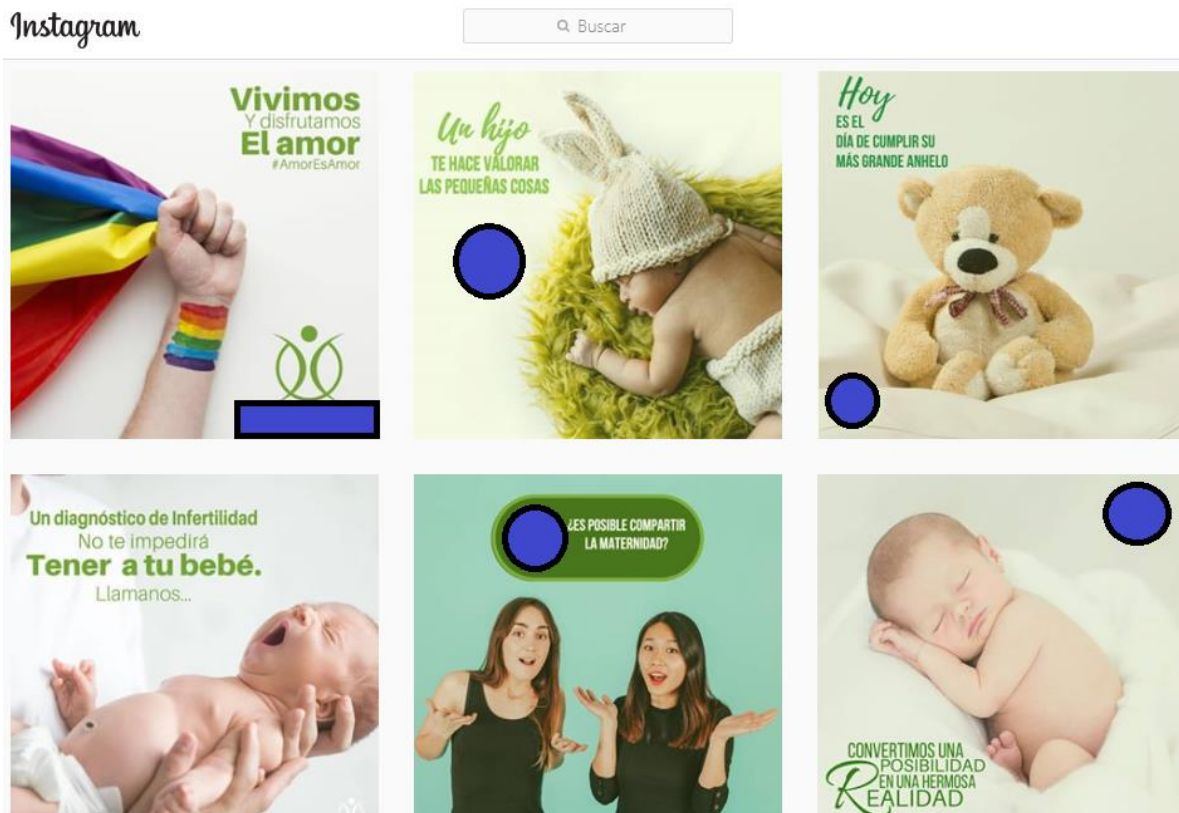 Instagram
Buscar
Vivimos
Y disfrutamos
El amor
#AmorEsAmor
Un hijo
TE HACE VALORAR
LAS PEQUEÑAS COSAS
Hoy
ES EL
DÍA DE CUMPLIR SU
MÁS GRANDE ANHELO
Un diagnóstico de Infertilidad
No te impedirá
Tener a tu bebé.
Llamanos...
¿ES POSIBLE COMPARTIR
LA MATERNIDAD?
CONVERTIMOS UNA
POSIBILIDAD
EN UNA HERMOSA
REALIDAD